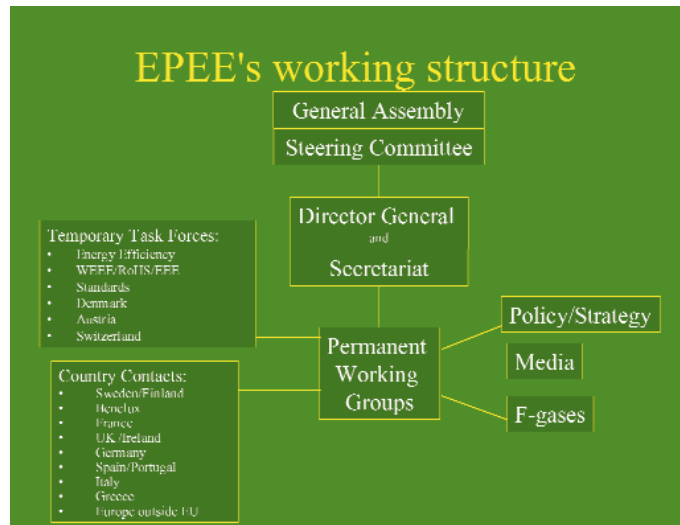 EPEE's working structure
General Assembly
Steering Committee
Director General
and
Secretariat
Temporary Task Forces:
• Energy Efficiency
• WEEE/RoHS/EEE
• Standards
• Denmark
• Austria
• Switzerland
Permanent
Working
Groups
Policy/Strategy
Media
F-gases
Country Contacts:
• Sweden/Finland
• Benelux
• France
• UK /Ireland
• Germany
• Spain/Portugal
• Italy
• Greece
• Europe outside EU